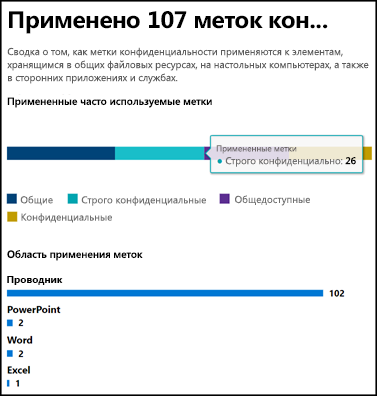 Применено 107 меток кон...
Сводка о том, как метки конфиденциальности применяются к элементам,
хранящимся в общих файловых ресурсах, на настольных компьютерах, а также
в сторонних приложениях и службах.
Примененные часто используемые метки
Примененные метки
Строго конфиденциально: 26
Общие
Строго конфиденциальные
Общедоступные
Конфиденциальные
Область применения меток
Проводник
102
PowerPoint
2
Word
2
Excel
1